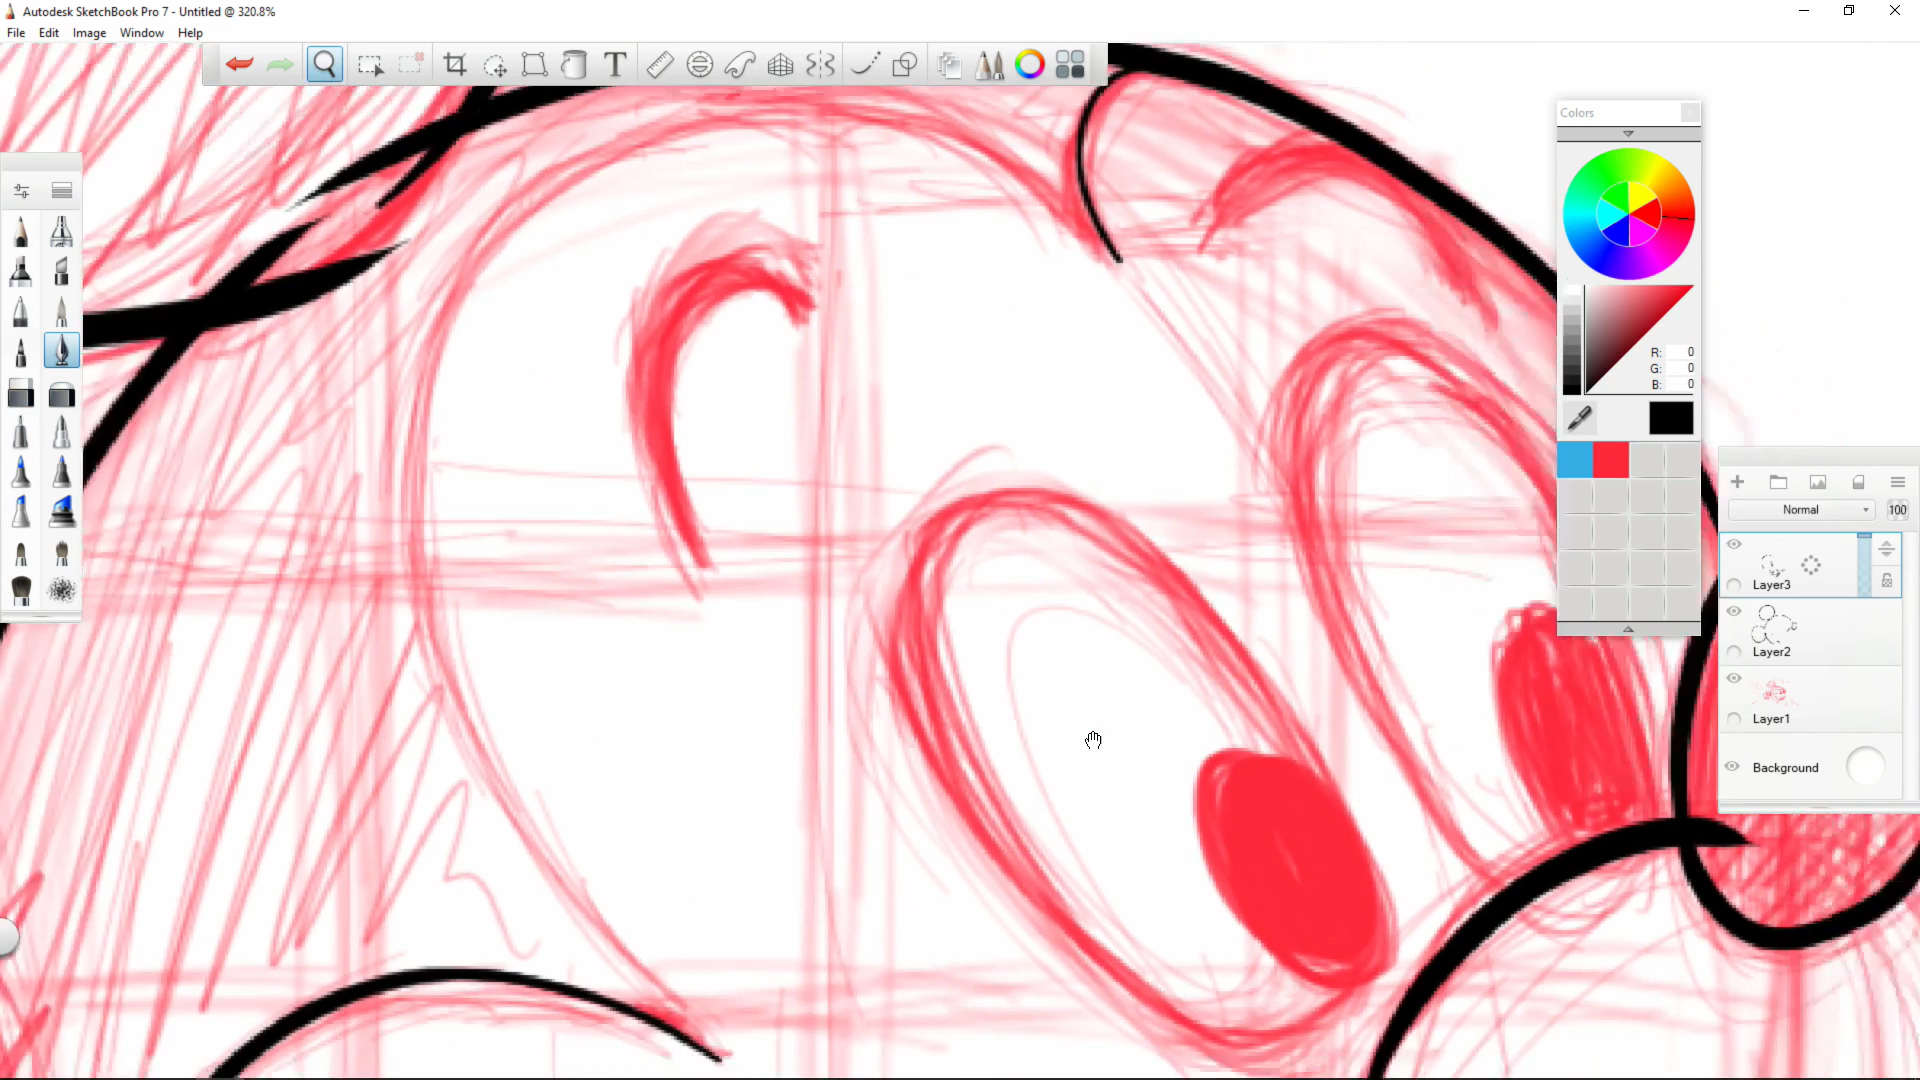 Autodesk SketchBook Pro 7 - Untitled @ 320.8%
File Edit Image Window Help
T
Colors
R: 0
G: 0
B: 0
Normal 100
Layer3
Layer2
Layer1
Background